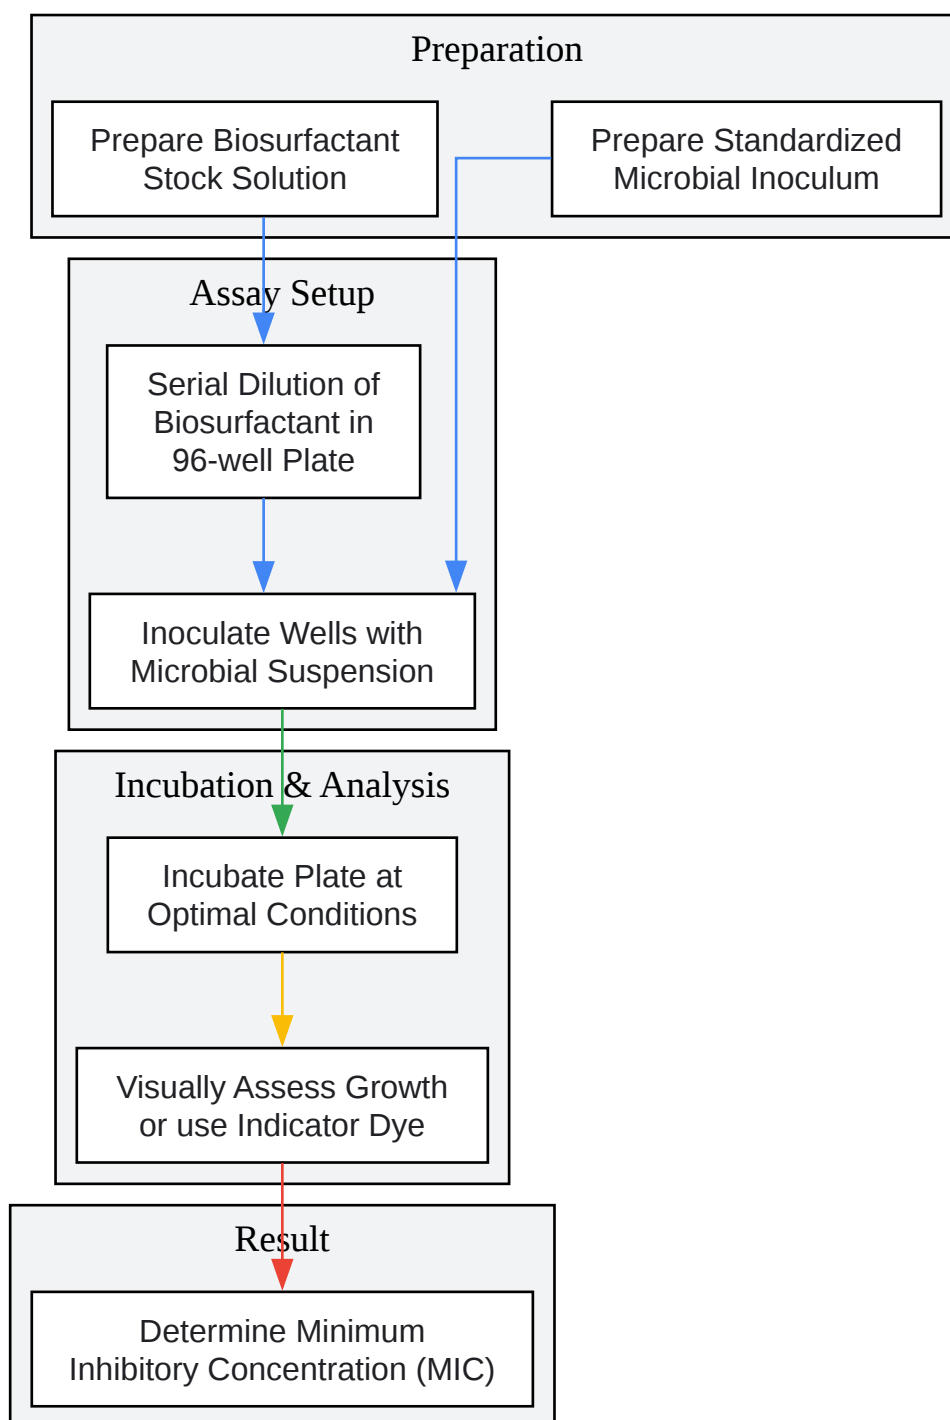 Preparation
Prepare Biosurfactant
Stock Solution
Prepare Standardized
Microbial Inoculum
Assay Setup
Serial Dilution of
Biosurfactant in
96-well Plate
Inoculate Wells with
Microbial Suspension
Incubation & Analysis
Incubate Plate at
Optimal Conditions
Visually Assess Growth
or use Indicator Dye
Result
Determine Minimum
Inhibitory Concentration (MIC)